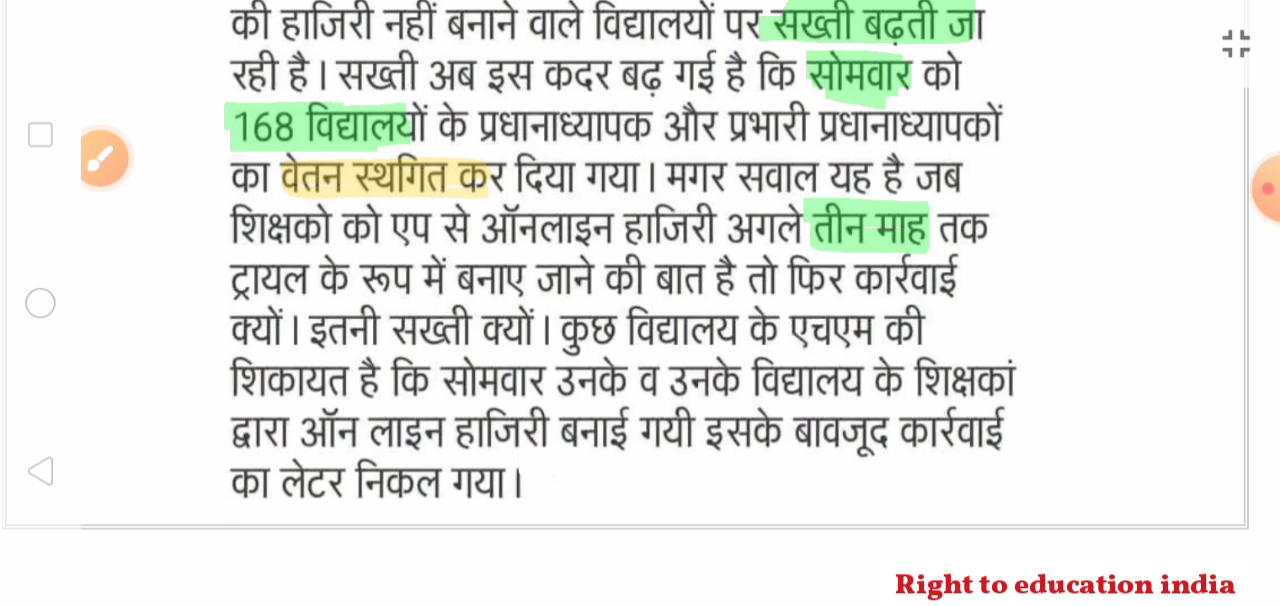 की हाजिरी नहीं बनाने वाले विद्यालयों पर सख्ती बढ़ती जा
रही है । सख्ती अब इस कदर बढ़ गई है कि सोमवार को
168 विद्यालयों के प्रधानाध्यापक और प्रभारी प्रधानाध्यापकों
का वेतन स्थगित कर दिया गया । मगर सवाल यह है जब
शिक्षको को एप से ऑनलाइन हाजिरी अगले तीन माह तक
ट्रायल के रूप में बनाए जाने की बात है तो फिर कार्रवाई
क्यों । इतनी सख्ती क्यों । कुछ विद्यालय के एचएम की
शिकायत है कि सोमवार उनके व उनके विद्यालय के शिक्षकां
द्वारा ऑन लाइन हाजिरी बनाई गयी इसके बावजूद कार्रवाई
का लेटर निकल गया ।
Right to education india